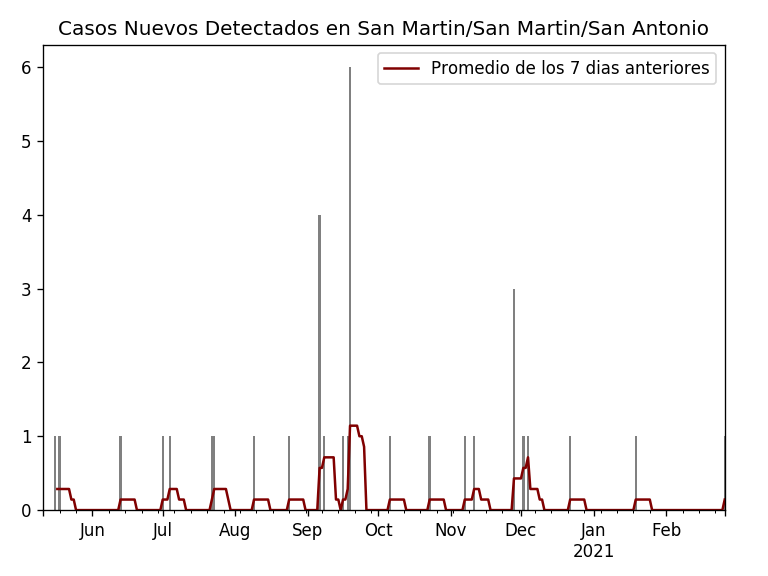 Casos Nuevos Detectados en San Martin/San Martin/San Antonio
Promedio de los 7 dias anteriores
6
5
4
3
2
1
0
Jun Jul Aug Sep Oct Nov Dec Jan Feb
2021